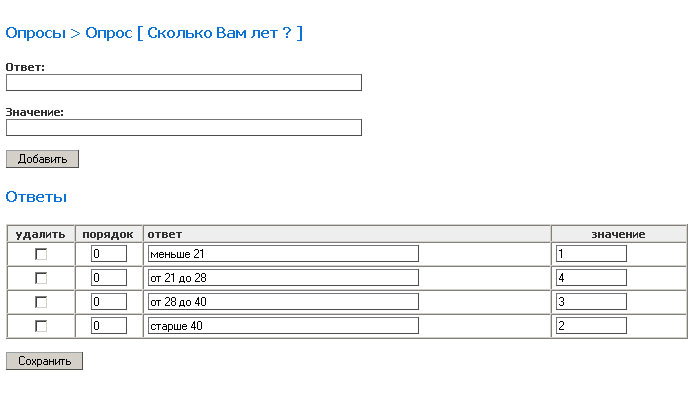 Опросы > Опрос [ Сколько Вам лет ? ]
Ответ:
Значение:
Добавить
Ответы
удалить порядок ответ значение
0 меньше 21 1
0 от 21 до 28 4
0 от 28 до 40 3
0 старше 40 2
Сохранить